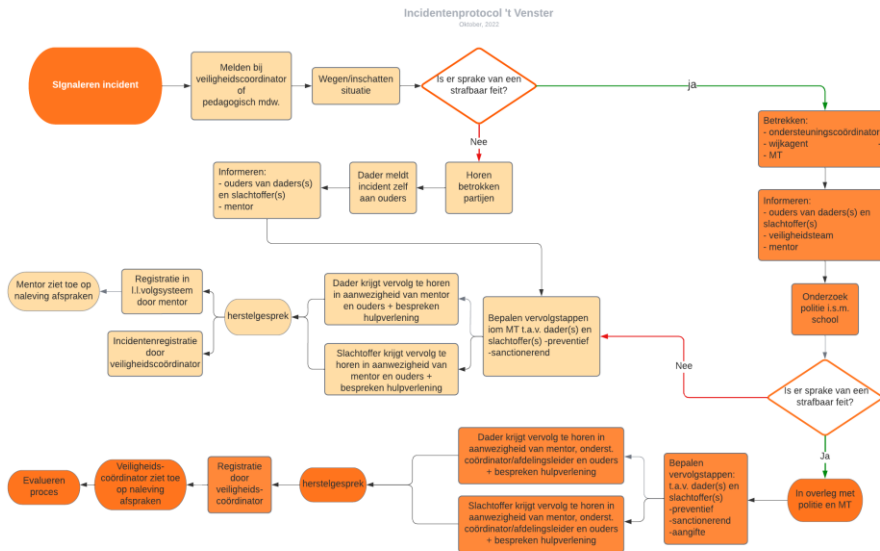 Incidentenprotocol 't Venster
Oktober, 2022
SIgnaleren incident
Melden bij
veiligheidscoordinator
of
pedagogisch mdw.
Wegen/inschatten
situatie
Is er sprake van een
strafbaar feit?
ja
Nee
Betrekken:
- ondersteuningscoördinator
- wijkagent -
- MT
Informeren:
- ouders van daders(s)
en slachtoffer(s)
- mentor
Dader meldt
incident zelf
aan ouders
Horen
betrokken
partijen
Informeren:
- ouders van daders(s) en
slachtoffer(s)
- veiligheidsteam
- mentor
Mentor ziet toe op
naleving afspraken
Registratie in
l.l.volgsysteem
door mentor
Incidentenregistratie
door
veiligheidscoördinator
herstelgesprek
Dader krijgt vervolg te horen
in aanwezigheid van mentor
en ouders + bespreken
hulpverlening
Slachtoffer krijgt vervolg te
horen in aanwezigheid van
mentor en ouders +
bespreken hulpverlening
Bepalen vervolgstappen
iom MT t.a.v. dader(s) en
slachtoffer(s) -preventief
-sanctionerend
Onderzoek
politie i.s.m.
school
Nee
Is er sprake van een
strafbaar feit?
Ja
Evalueren
proces
Veiligheids-
coördinator ziet toe
op naleving
afspraken
Registratie
door
veiligheids-
coördinator
herstelgesprek
Dader krijgt vervolg te horen in
aanwezigheid van mentor, onderst.
coördinator/afdelingsleider en ouders
+ bespreken hulpverlening
Slachtoffer krijgt vervolg te horen in
aanwezigheid van mentor, onderst.
coördinator/afdelingsleider en ouders
+ bespreken hulpverlening
Bepalen
vervolgstappen:
t.a.v. dader(s) en
slachtoffer(s)
-preventief
-sanctionerend
-aangifte
In overleg met
politie en MT